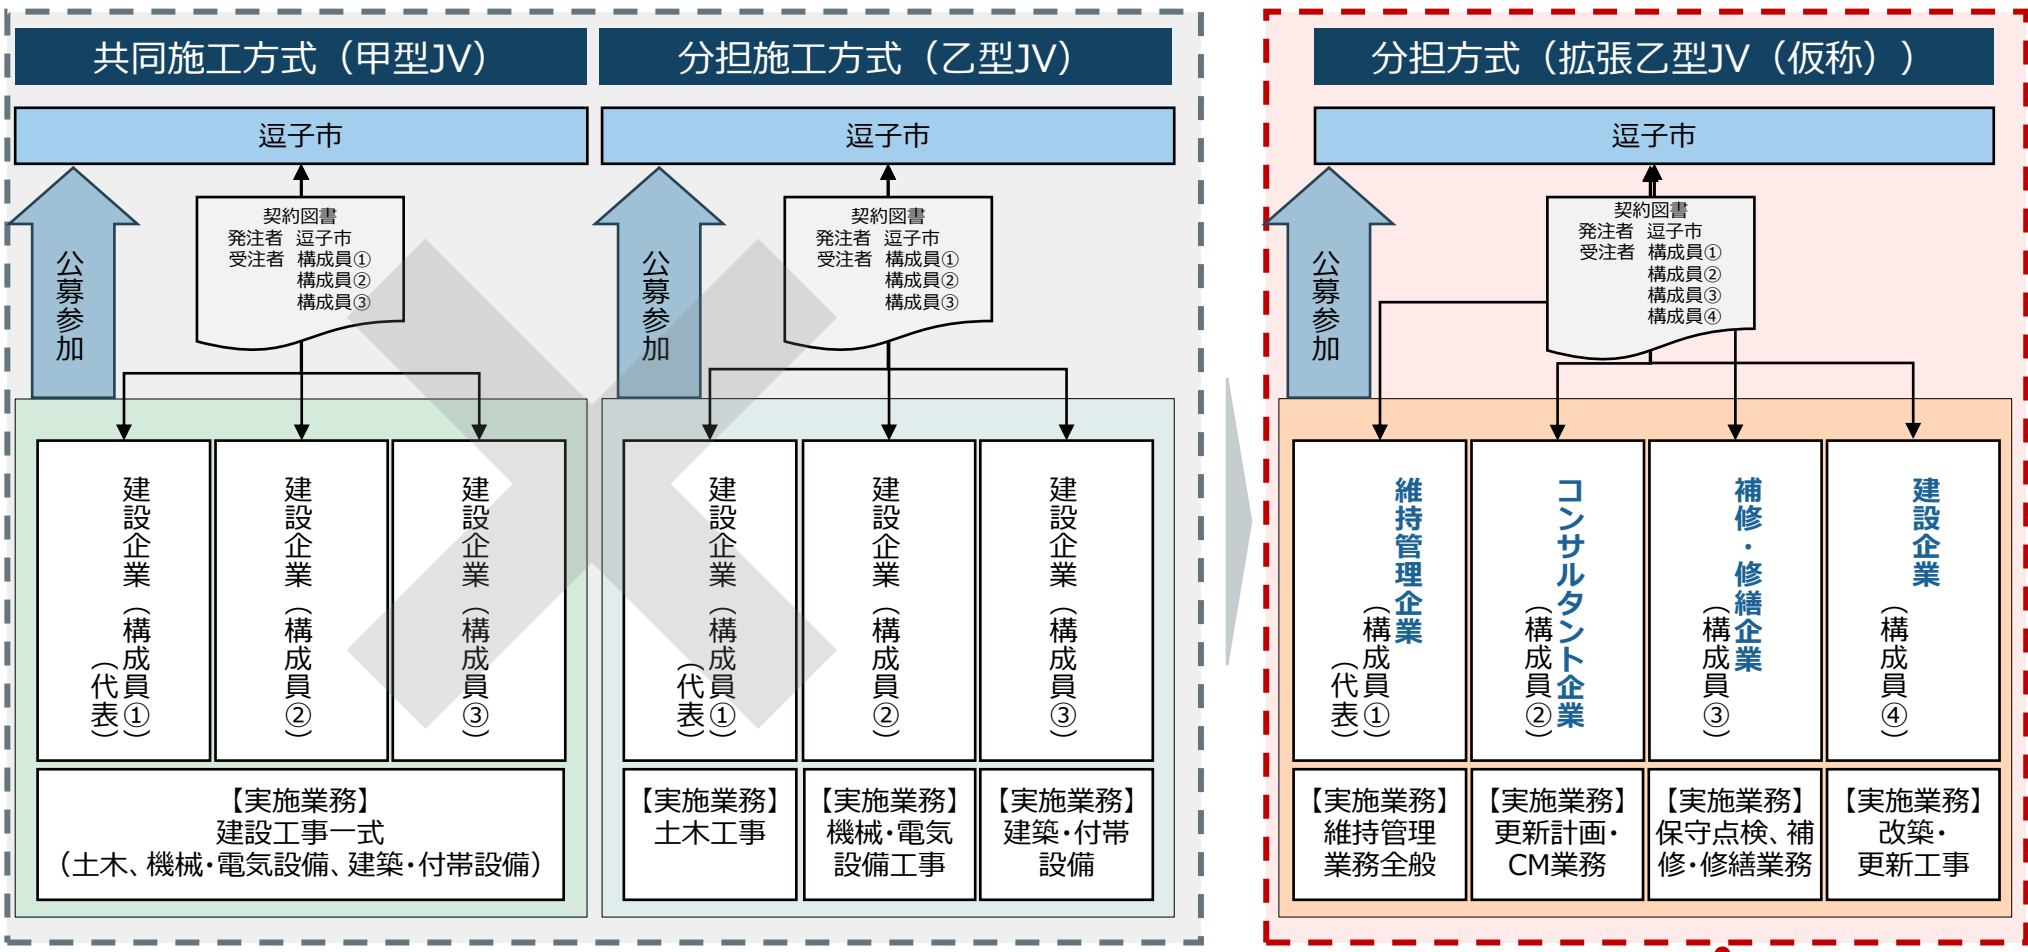 共同施工方式（甲型JV）
逗子市
契約図書
発注者 逗子市
受注者 構成員①
構成員②
構成員③
公募参加
建設企業（構成員①）
（代表）
建設企業（構成員②）
建設企業（構成員③）
【実施業務】
建設工事一式
（土木、機械・電気設備、建築・付帯設備）
分担施工方式（乙型JV）
逗子市
契約図書
発注者 逗子市
受注者 構成員①
構成員②
構成員③
公募参加
建設企業（構成員①）
（代表）
建設企業（構成員②）
建設企業（構成員③）
【実施業務】
土木工事
【実施業務】
機械・電気
設備工事
【実施業務】
建築・付帯
設備
分担方式（拡張乙型JV（仮称））
逗子市
契約図書
発注者 逗子市
受注者 構成員①
構成員②
構成員③
構成員④
公募参加
維持管理企業
（構成員①）
（代表）
コンサルタント企業
（構成員②）
補修・修繕企業
（構成員③）
建設企業
（構成員④）
【実施業務】
維持管理
業務全般
【実施業務】
更新計画・
CM業務
【実施業務】
保守点検、補
修・修繕業務
【実施業務】
改築・
更新工事